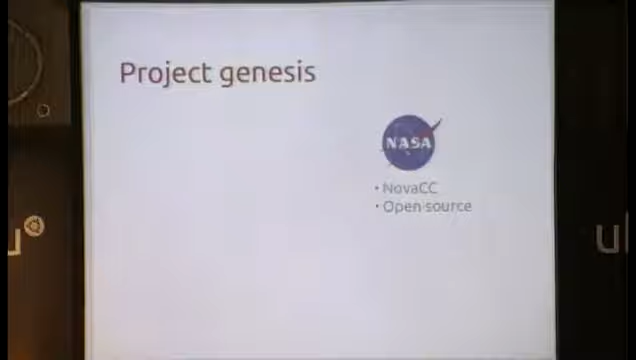 Project genesis
NASA
• NovaCC
• Open source
u
u